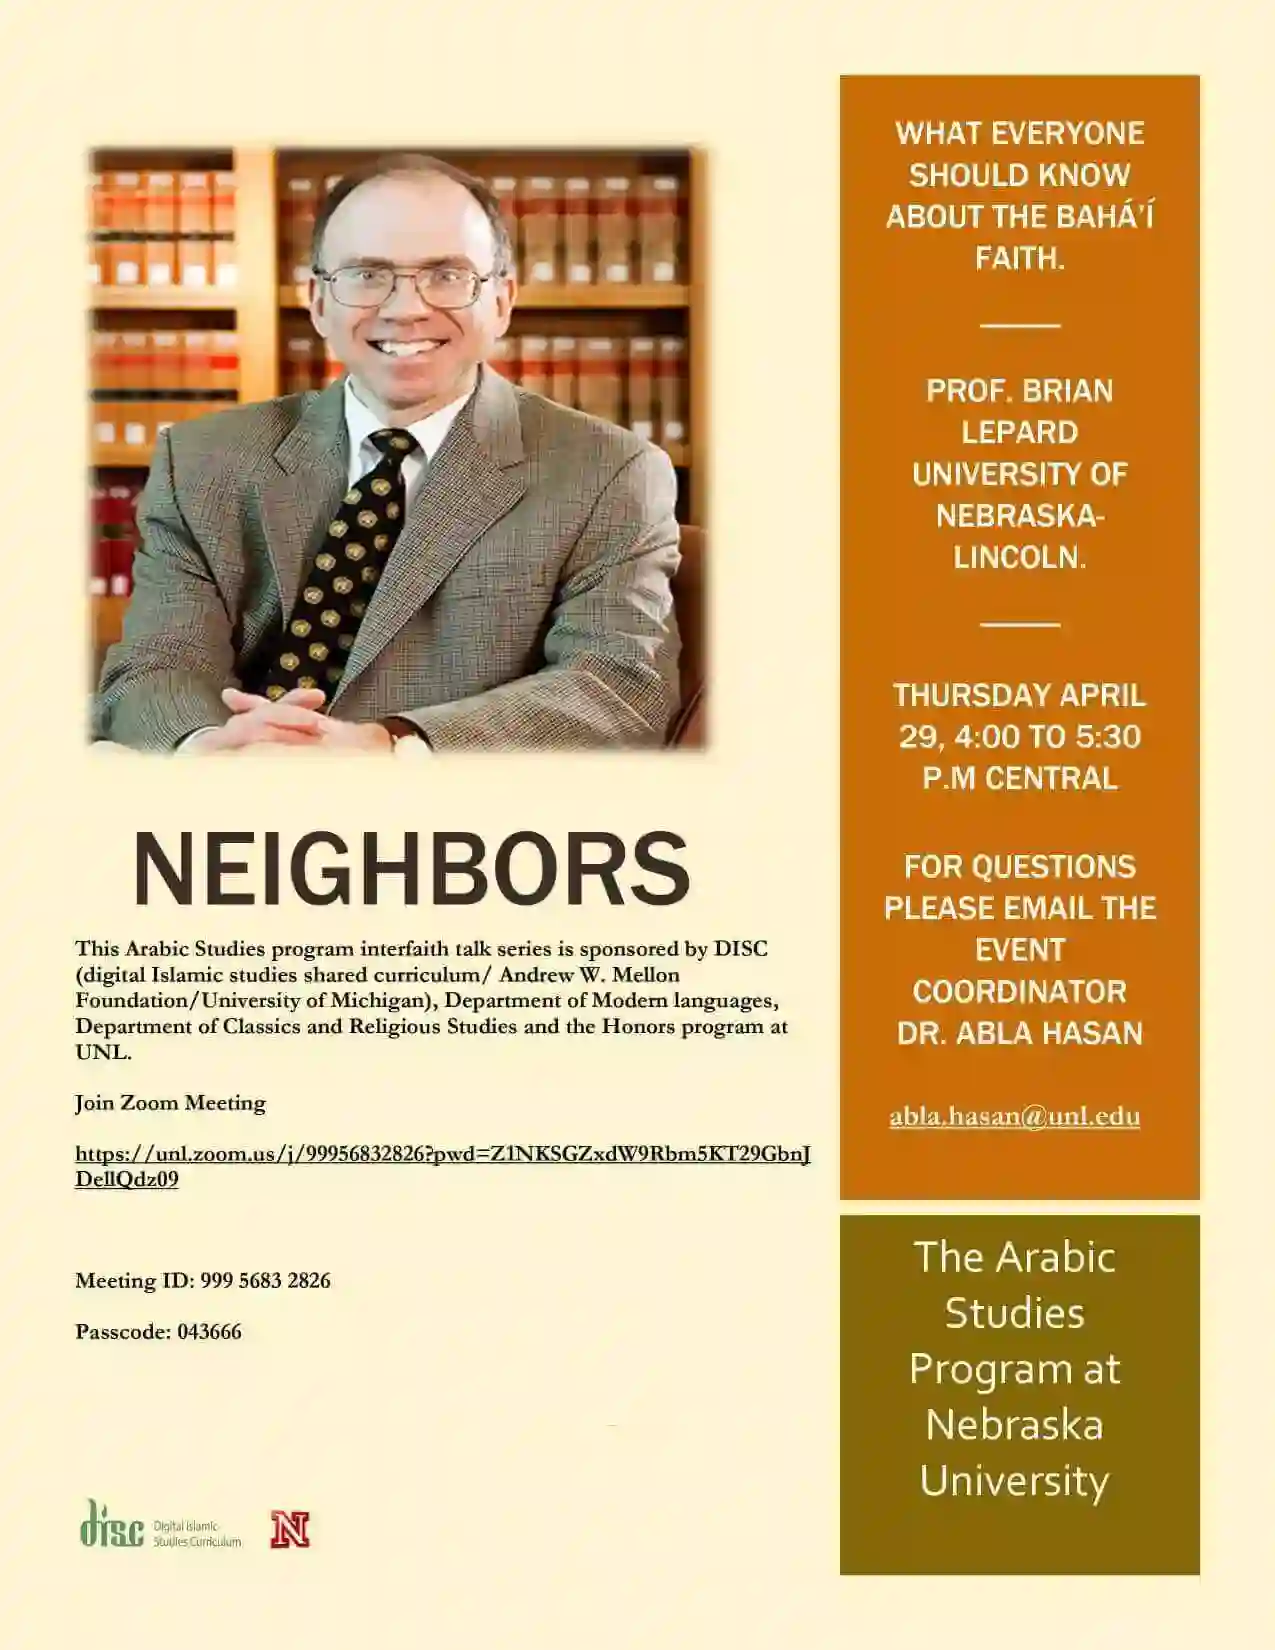 WHAT EVERYONE
SHOULD KNOW
ABOUT THE BAHÁ’Í
FAITH.
PROF. BRIAN
LEPARD
UNIVERSITY OF
NEBRASKA-
LINCOLN.
THURSDAY APRIL
29, 4:00 TO 5:30
P.M CENTRAL
FOR QUESTIONS
PLEASE EMAIL THE
EVENT
COORDINATOR
DR. ABLA HASAN
abla.hasan@unl.edu
NEIGHBORS
This Arabic Studies program interfaith talk series is sponsored by DISC
(digital Islamic studies shared curriculum/ Andrew W. Mellon
Foundation/University of Michigan), Department of Modern languages,
Department of Classics and Religious Studies and the Honors program at
UNL.
Join Zoom Meeting
https://unl.zoom.us/j/99956832826?pwd=Z1NKSGZxdW9Rbm5KT29GbnJ
DellQdz09
Meeting ID: 999 5683 2826
Passcode: 043666
The Arabic
Studies
Program at
Nebraska
University
disc Digital Islamic
Studies Curriculum
N